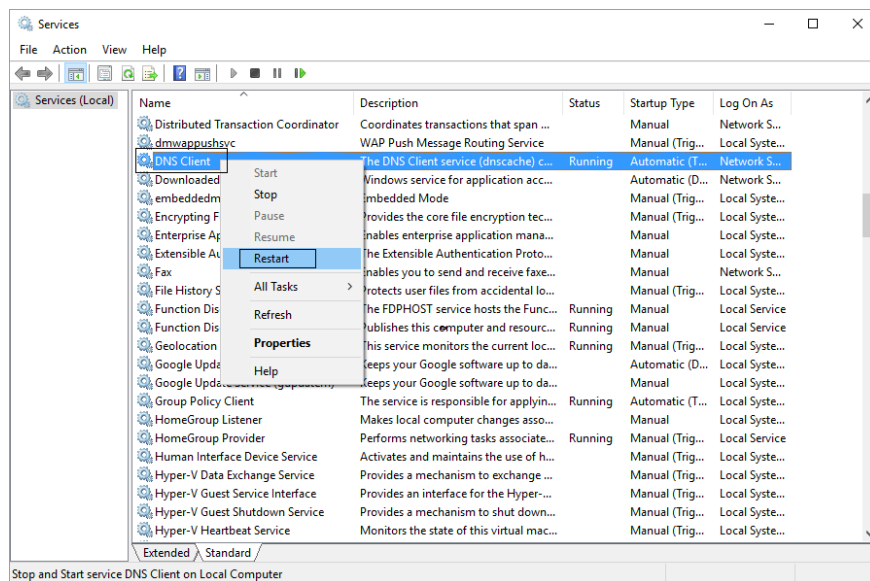 Services
File Action View Help
Services (Local)
Name Description Status Startup Type Log On As
Distributed Transaction Coordinator Coordinates transactions that span ... Manual Network S...
dmwappushsvc WAP Push Message Routing Service Manual (Trig... Local Syste...
DNS Client The DNS Client service (dnscache) c... Running Automatic (T... Network S...
Downloaded Windows service for application acc... Automatic (D... Network S...
embeddedm Embedded Mode Manual (Trig... Local Syste...
Encrypting F Provides the core file encryption tec... Manual (Trig... Local Syste...
Enterprise Ap Enables enterprise application mana... Manual Local Syste...
Extensible Au The Extensible Authentication Proto... Manual Local Syste...
Fax Enables you to send and receive faxe... Manual Network S...
File History S Protects user files from accidental lo... Manual (Trig... Local Syste...
Function Dis The FDPHOST service hosts the Func... Running Manual Local Service
Function Dis Publishes this computer and resourc... Running Manual Local Service
Geolocation This service monitors the current loc... Running Manual (Trig... Local Syste...
Google Upda Keeps your Google software up to da... Automatic (D... Local Syste...
Google Update Service (gupdatem) Keeps your Google software up to da... Manual Local Syste...
Group Policy Client The service is responsible for applyin... Running Automatic (T... Local Syste...
HomeGroup Listener Makes local computer changes asso... Manual Local Syste...
HomeGroup Provider Performs networking tasks associate... Running Manual (Trig... Local Service
Human Interface Device Service Activates and maintains the use of h... Manual (Trig... Local Syste...
Hyper-V Data Exchange Service Provides a mechanism to exchange ... Manual (Trig... Local Syste...
Hyper-V Guest Service Interface Provides an interface for the Hyper-... Manual (Trig... Local Syste...
Hyper-V Guest Shutdown Service Provides a mechanism to shut down... Manual (Trig... Local Syste...
Hyper-V Heartbeat Service Monitors the state of this virtual mac... Manual (Trig... Local Syste...
Start
Stop
Pause
Resume
Restart
All Tasks
Refresh
Properties
Help
Extended Standard
Stop and Start service DNS Client on Local Computer